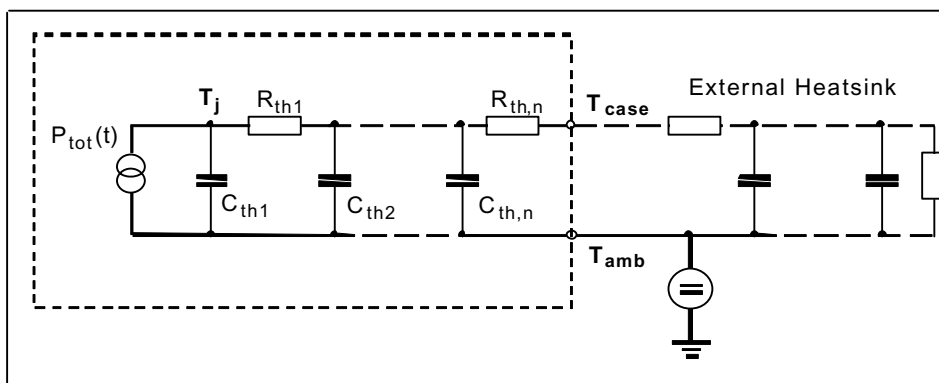 External Heatsink
T_j
R_th1
R_th,n
T_case
P_tot(t)
C_th1
C_th2
C_th,n
T_amb